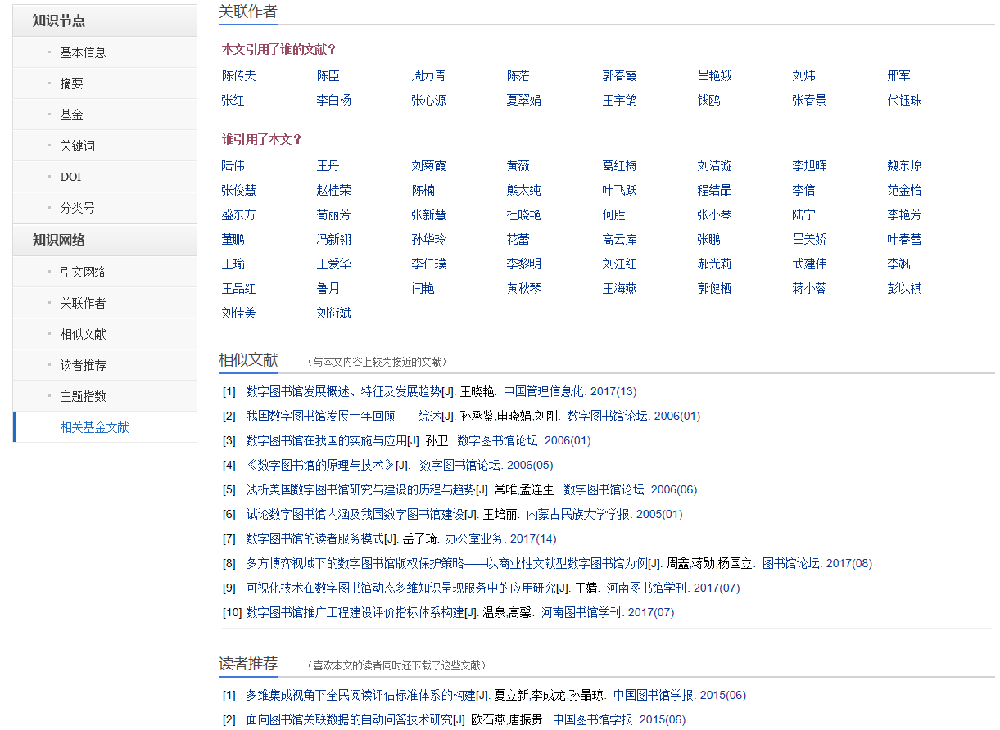 知识节点
基本信息
摘要
基金
关键词
DOI
分类号
知识网络
引文网络
关联作者
相似文献
读者推荐
主题指数
相关基金文献
关联作者
本文引用了谁的文献?
陈传夫 陈臣 周力青 陈茫 郭春霞 吕艳娥 刘炜 邢军
张红 李白杨 张心源 夏翠娟 王宇鸽 钱鸥 张春景 代钰珠
谁引用了本文?
陆伟 王丹 刘菊霞 黄薇 葛红梅 刘洁璇 李旭晖 魏东原
张俊慧 赵桂荣 陈楠 熊太纯 叶飞跃 程结晶 李信 范金怡
盛东方 荀丽芳 张新慧 杜晓艳 何胜 张小琴 陆宁 李艳芳
董鹏 冯新翎 孙华玲 花蕾 高云库 张鹏 吕美娇 叶春蕾
王瑜 王爱华 李仁璞 李黎明 刘江红 郝光莉 武建伟 李飒
王品红 鲁月 闫艳 黄秋琴 王海燕 郭健栖 蒋小蓉 彭以祺
刘佳美 刘衍斌
相似文献 （与本文内容上较为接近的文献）
[1] 数字图书馆发展概述、特征及发展趋势[J]. 王晓艳. 中国管理信息化. 2017(13)
[2] 我国数字图书馆发展十年回顾——综述[J]. 孙承鉴,申晓娟,刘刚. 数字图书馆论坛. 2006(01)
[3] 数字图书馆在我国的实施与应用[J]. 孙卫. 数字图书馆论坛. 2006(01)
[4] 《数字图书馆的原理与技术》[J]. 数字图书馆论坛. 2006(05)
[5] 浅析美国数字图书馆研究与建设的历程与趋势[J]. 常唯,孟连生. 数字图书馆论坛. 2006(06)
[6] 试论数字图书馆内涵及我国数字图书馆建设[J]. 王培丽. 内蒙古民族大学学报. 2005(01)
[7] 数字图书馆的读者服务模式[J]. 岳子琦. 办公室业务. 2017(14)
[8] 多方博弈视域下的数字图书馆版权保护策略——以商业性文献型数字图书馆为例[J]. 周鑫,蒋勋,杨国立. 图书馆论坛. 2017(08)
[9] 可视化技术在数字图书馆动态多维知识呈现服务中的应用研究[J]. 王婧. 河南图书馆学刊. 2017(07)
[10] 数字图书馆推广工程建设评价指标体系构建[J]. 温泉,高馨. 河南图书馆学刊. 2017(07)
读者推荐 （喜欢本文的读者同时还下载了这些文献）
[1] 多维集成视角下全民阅读评估标准体系的构建[J]. 夏立新,李成龙,孙晶琼. 中国图书馆学报. 2015(06)
[2] 面向图书馆关联数据的自动问答技术研究[J]. 欧石燕,唐振贵. 中国图书馆学报. 2015(06)